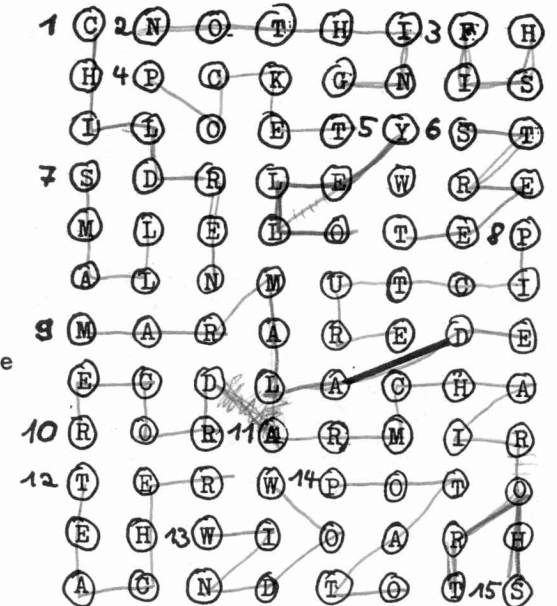 1 C 2 N O T H I 3 F H
H 4 P C K G N I S
I L O E T 5 Y 6 S T
7 S D R L E W R E
M L E L O T E 8 P
A L N M U T C I
9 M A R A R E D E
e
E C D L A C H A
10 R O R 11 A R M I R
12 T E R W 14 P O T O
E H 13 W I O A R H
A C N D T O T 15 S